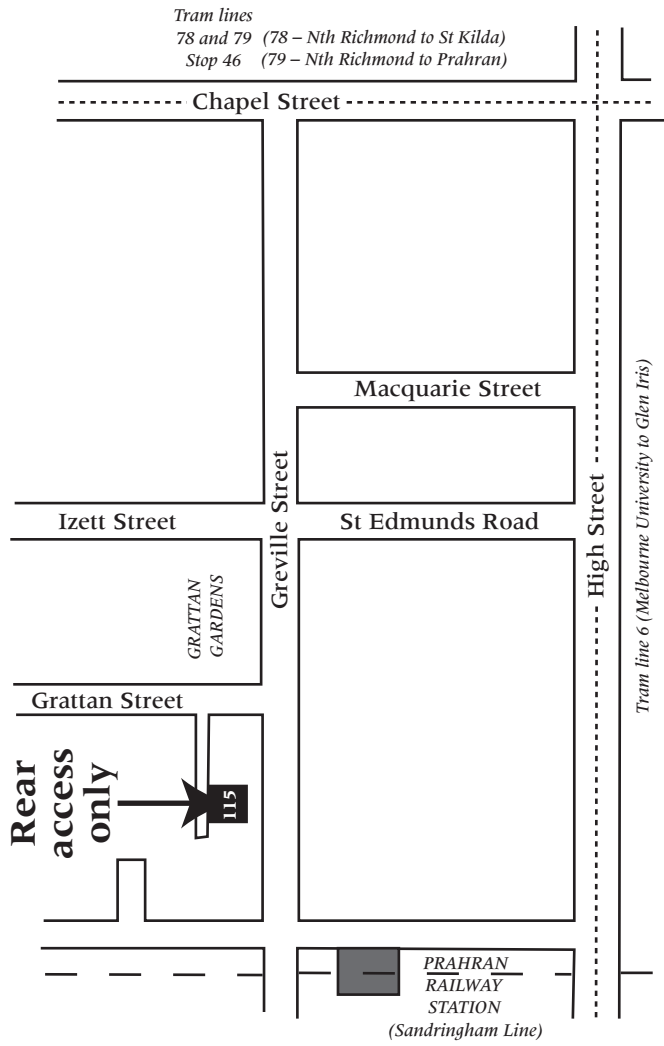 Tram lines
78 and 79 (78 – Nth Richmond to St Kilda)
Stop 46 (79 – Nth Richmond to Prahran)
Chapel Street
Macquarie Street
Greville Street
Izett Street
St Edmunds Road
High Street
Tram line 6 (Melbourne University to Glen Iris)
GRATTAN
GARDENS
Grattan Street
Rear
access
only
115
PRAHRAN
RAILWAY
STATION
(Sandringham Line)